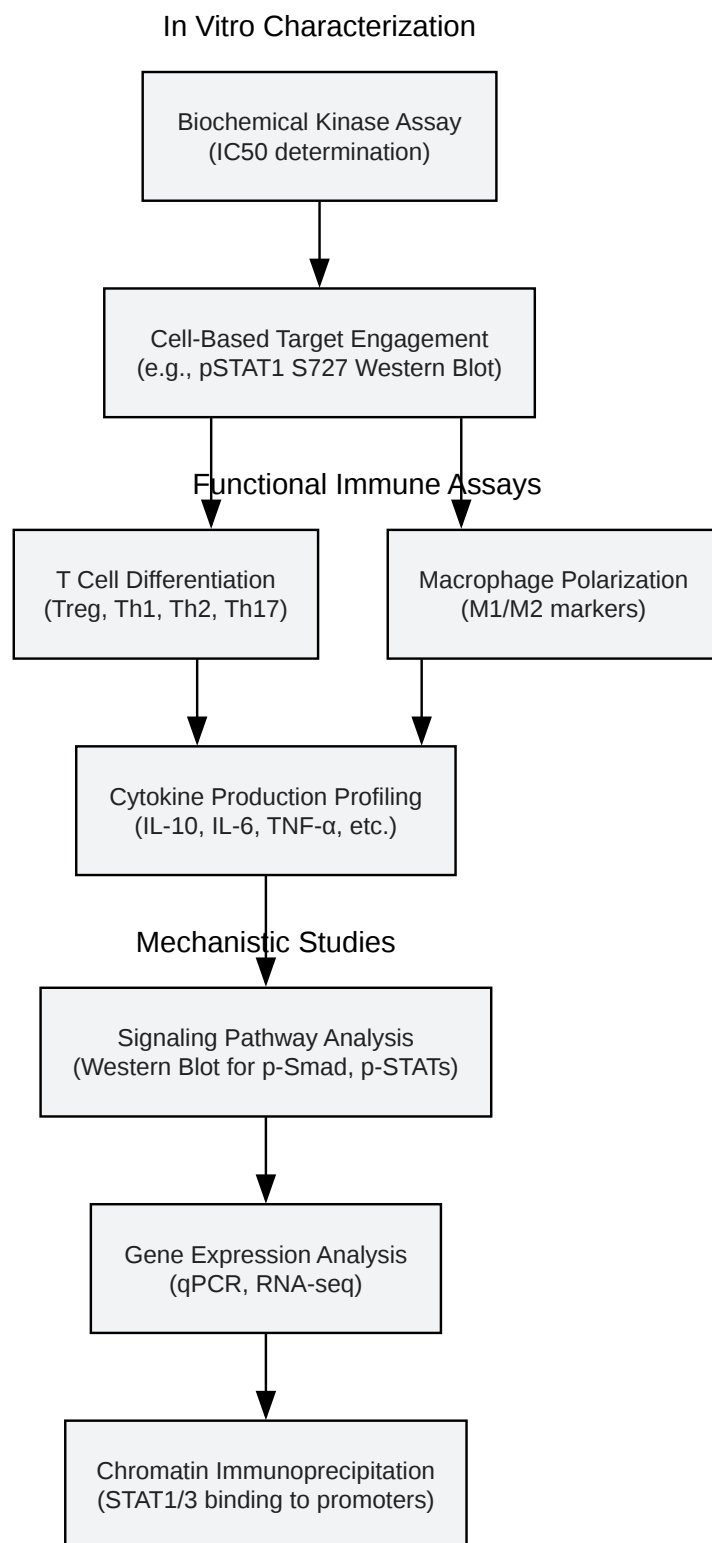 In Vitro Characterization
Biochemical Kinase Assay
(IC50 determination)
Cell-Based Target Engagement
(e.g., pSTAT1 S727 Western Blot)
Functional Immune Assays
T Cell Differentiation
(Treg, Th1, Th2, Th17)
Macrophage Polarization
(M1/M2 markers)
Cytokine Production Profiling
(IL-10, IL-6, TNF-α, etc.)
Mechanistic Studies
Signaling Pathway Analysis
(Western Blot for p-Smad, p-STATs)
Gene Expression Analysis
(qPCR, RNA-seq)
Chromatin Immunoprecipitation
(STAT1/3 binding to promoters)